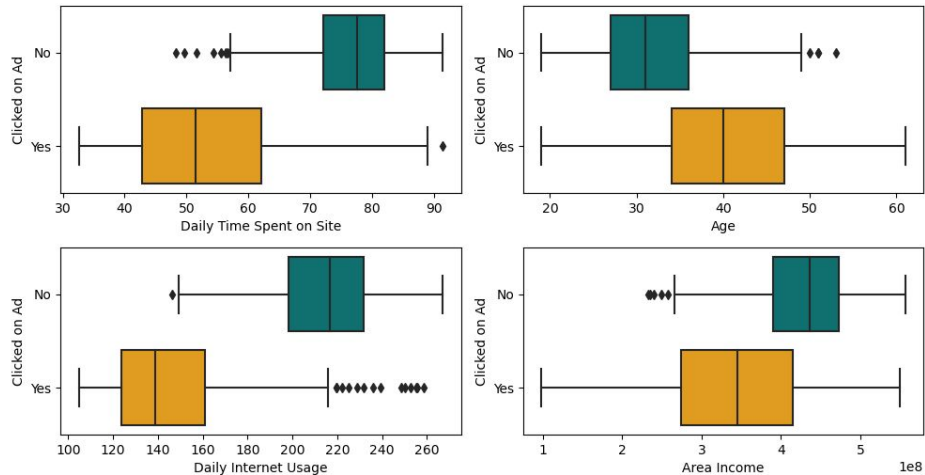 Clicked on Ad
No
Yes
30 40 50 60 70 80 90
Daily Time Spent on Site
Clicked on Ad
No
Yes
20 30 40 50 60
Age
Clicked on Ad
No
Yes
100 120 140 160 180 200 220 240 260
Daily Internet Usage
Clicked on Ad
No
Yes
1 2 3 4 5
Area Income
1e8